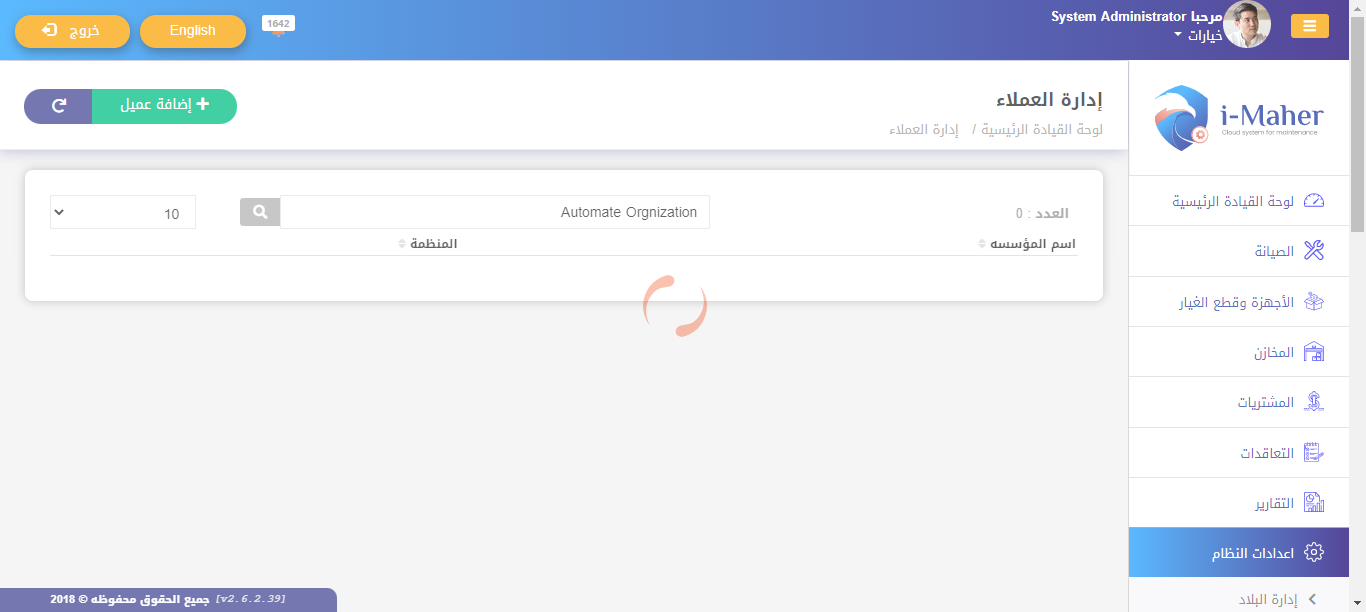 مرحبا System Administrator
خيارات
1642
English
خروج
i-Maher
Cloud system for maintenance
إدارة العملاء
لوحة القيادة الرئيسية / إدارة العملاء
إضافة عميل
العدد : 0
Automate Orgnization
10
اسم المؤسسه
المنظمة
لوحة القيادة الرئيسية
الصيانة
الأجهزة وقطع الغيار
المخازن
المشتريات
التعاقدات
التقارير
اعدادات النظام
إدارة البلاد
جميع الحقوق محفوظه © 2018 [v2.6.2.39]